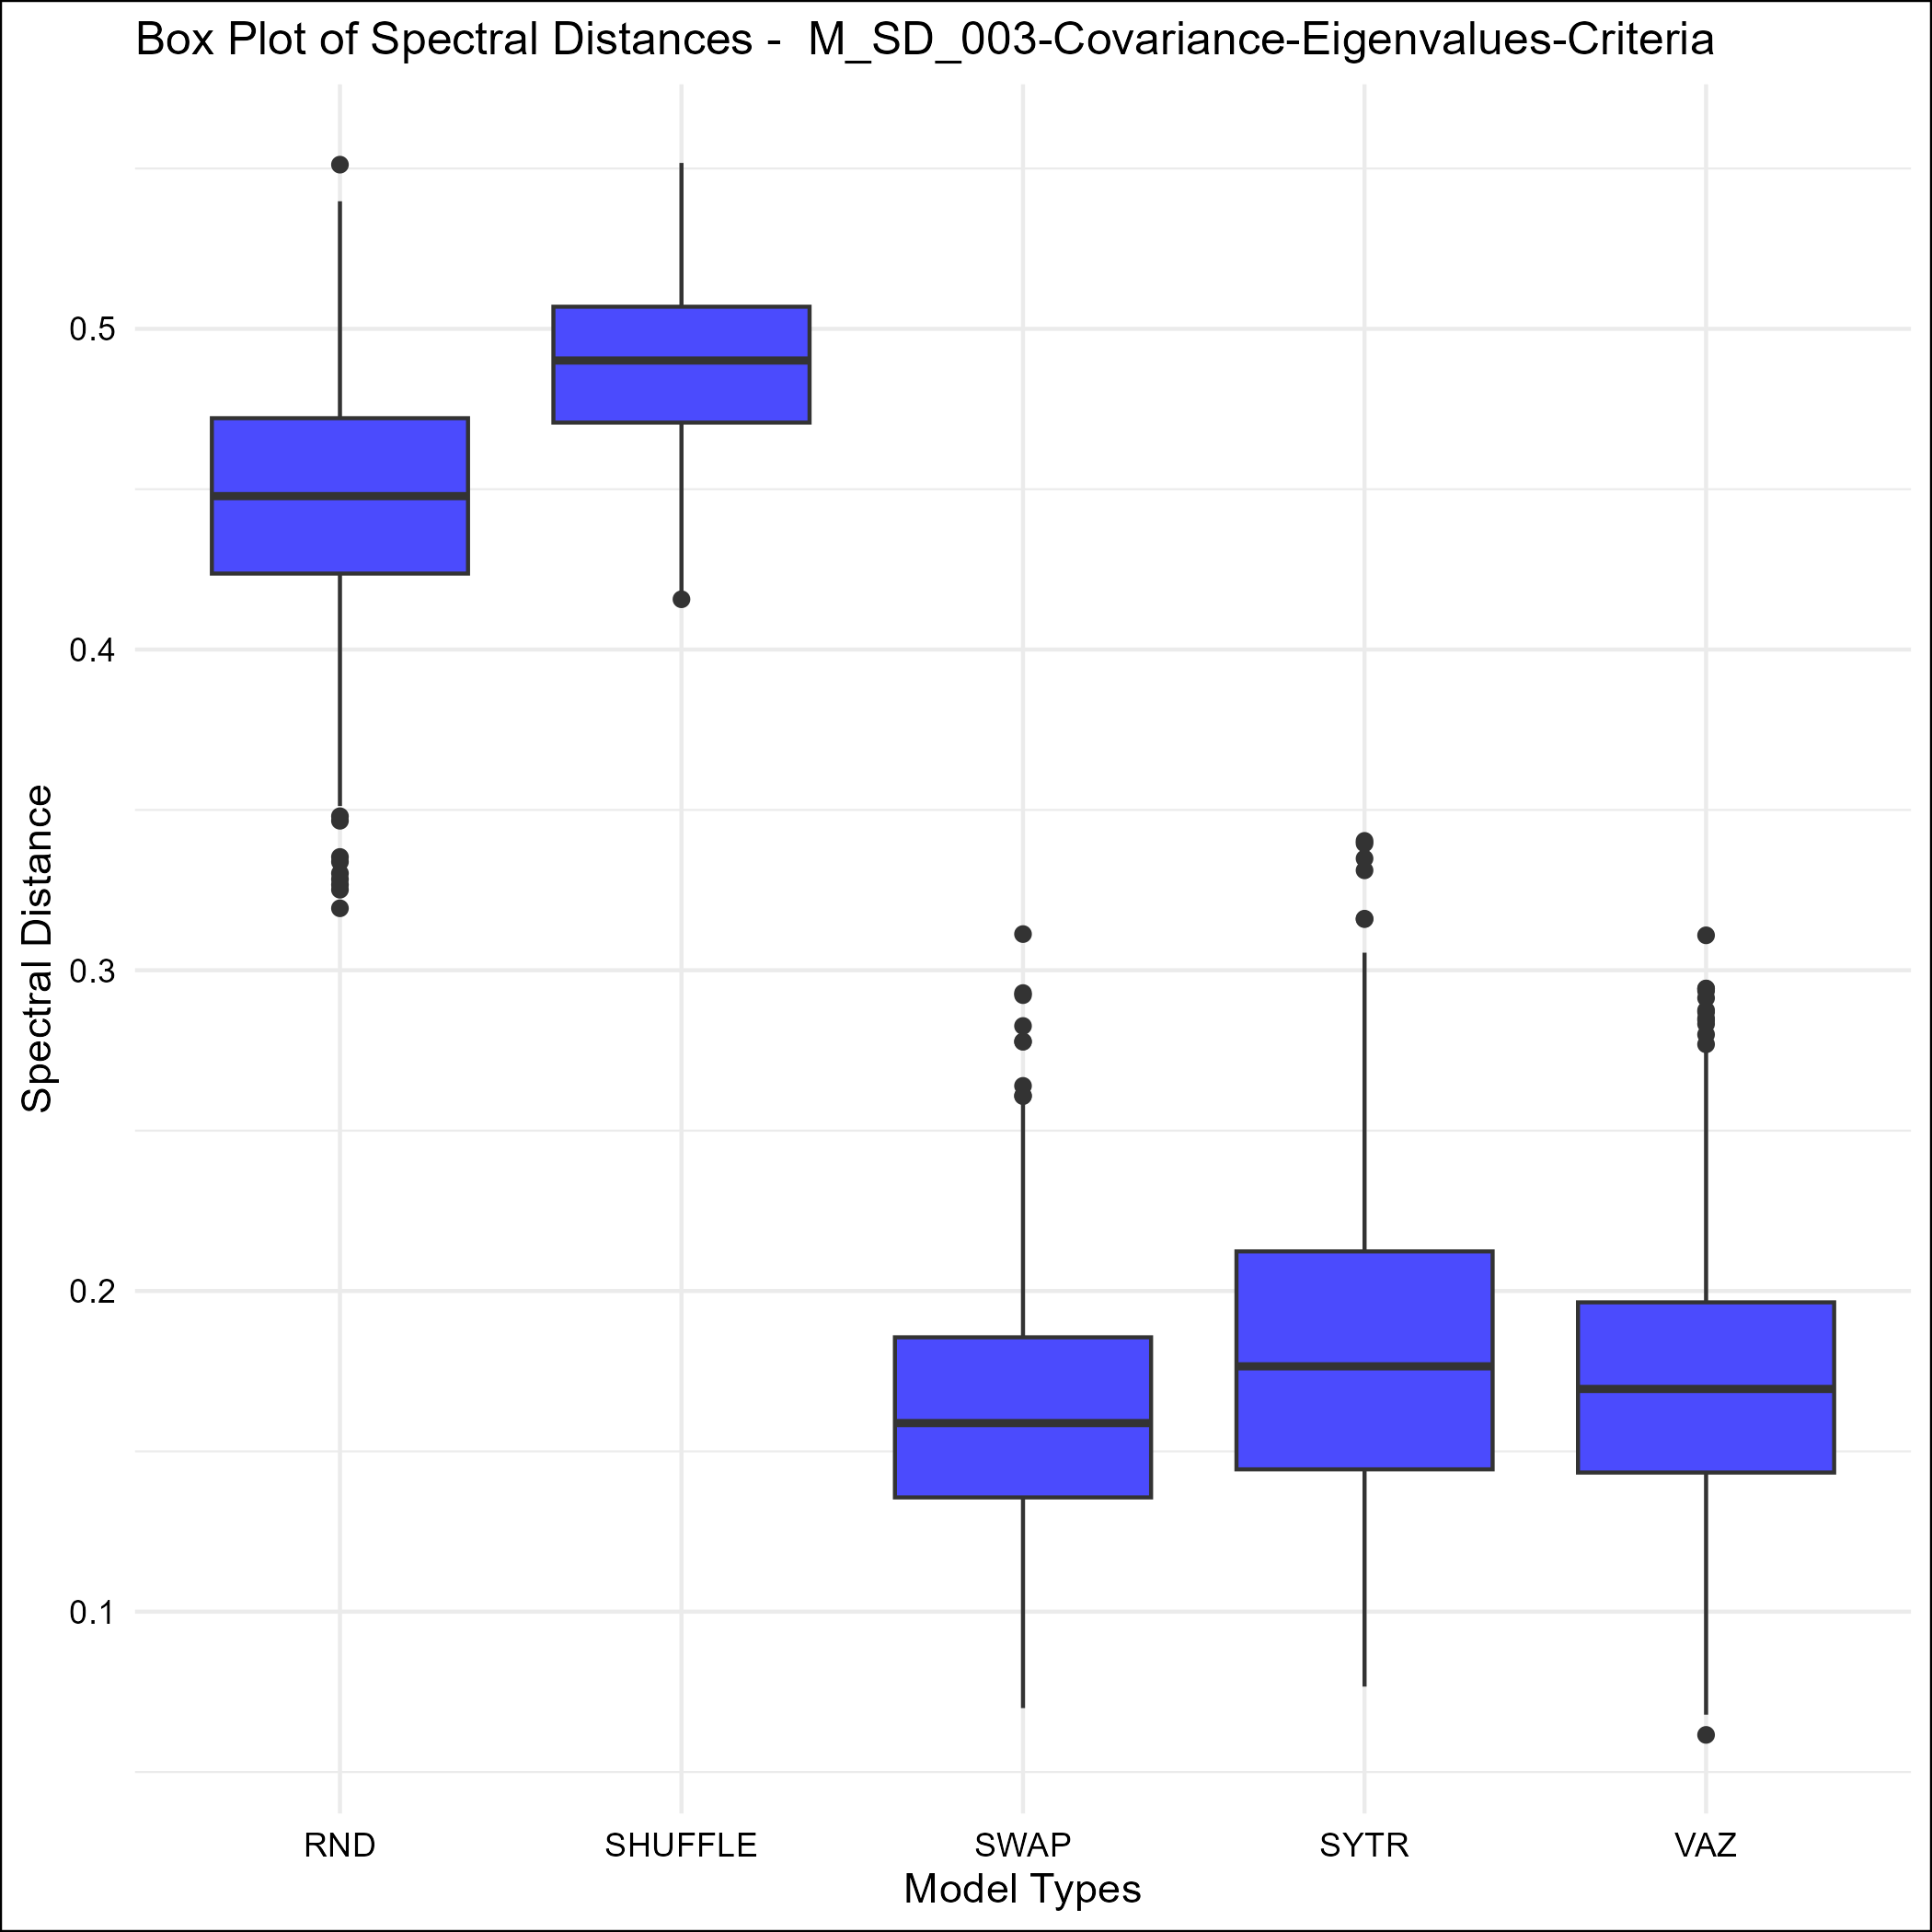 Box Plot of Spectral Distances -  M_SD_003-Covariance-Eigenvalues-Criteria
Spectral Distance
0.5
0.4
0.3
0.2
0.1
RND SHUFFLE SWAP SYTR VAZ
Model Types